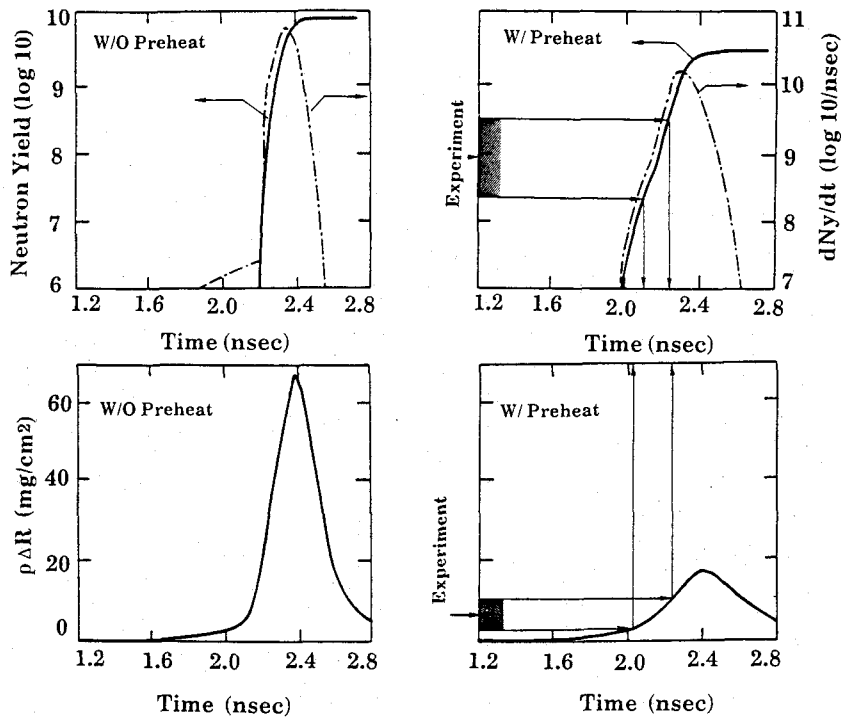 10
9
8
7
6
Neutron Yield (log 10)
W/O Preheat
1.2
1.6
2.0
2.4
2.8
Time (nsec)
Experiment
W/ Preheat
11
10
9
8
7
dNy/dt (log 10/nsec)
1.2
1.6
2.0
2.4
2.8
Time (nsec)
60
40
20
0
ρΔR (mg/cm2)
W/O Preheat
1.2
1.6
2.0
2.4
2.8
Time (nsec)
Experiment
W/ Preheat
1.2
1.6
2.0
2.4
2.8
Time (nsec)